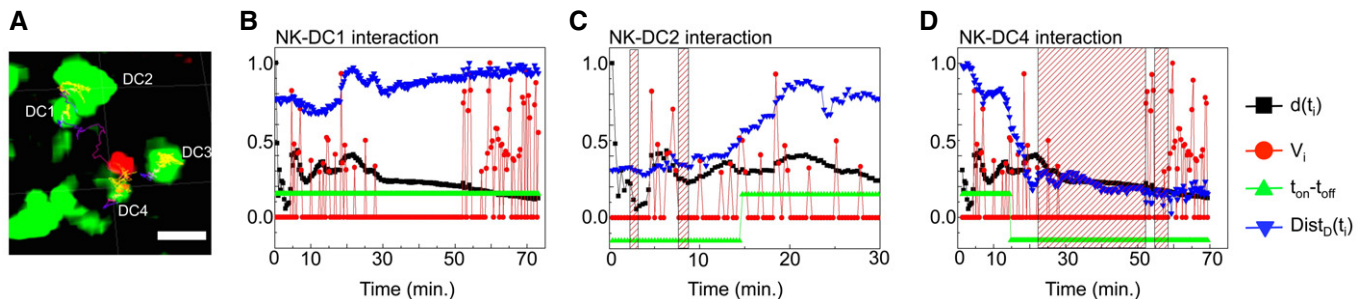 A
DC2
DC1
DC3
DC4
B
NK-DC1 interaction
1.0
0.5
0.0
0 10 30 50 70
Time (min.)
C
NK-DC2 interaction
1.0
0.5
0.0
0 10 20 30
Time (min.)
D
NK-DC4 interaction
1.0
0.5
0.0
0 10 30 50 70
Time (min.)
d(tᵢ)
Vᵢ
tₒₙ-tₒff
Dist_D(tᵢ)